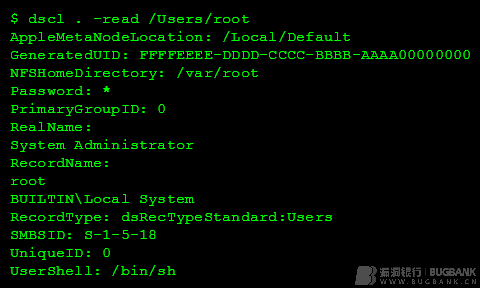 $ dscl . -read /Users/root
AppleMetaNodeLocation: /Local/Default
GeneratedUID: FFFFEEEE-DDDD-CCCC-BBBB-AAAA00000000
NFSHomeDirectory: /var/root
Password: *
PrimaryGroupID: 0
RealName:
System Administrator
RecordName:
root
BUILTIN\Local System
RecordType: dsRecTypeStandard:Users
SMBSID: S-1-5-18
UniqueID: 0
UserShell: /bin/sh
漏洞银行 | BUGBANK
WWW.BUGBANK.CN